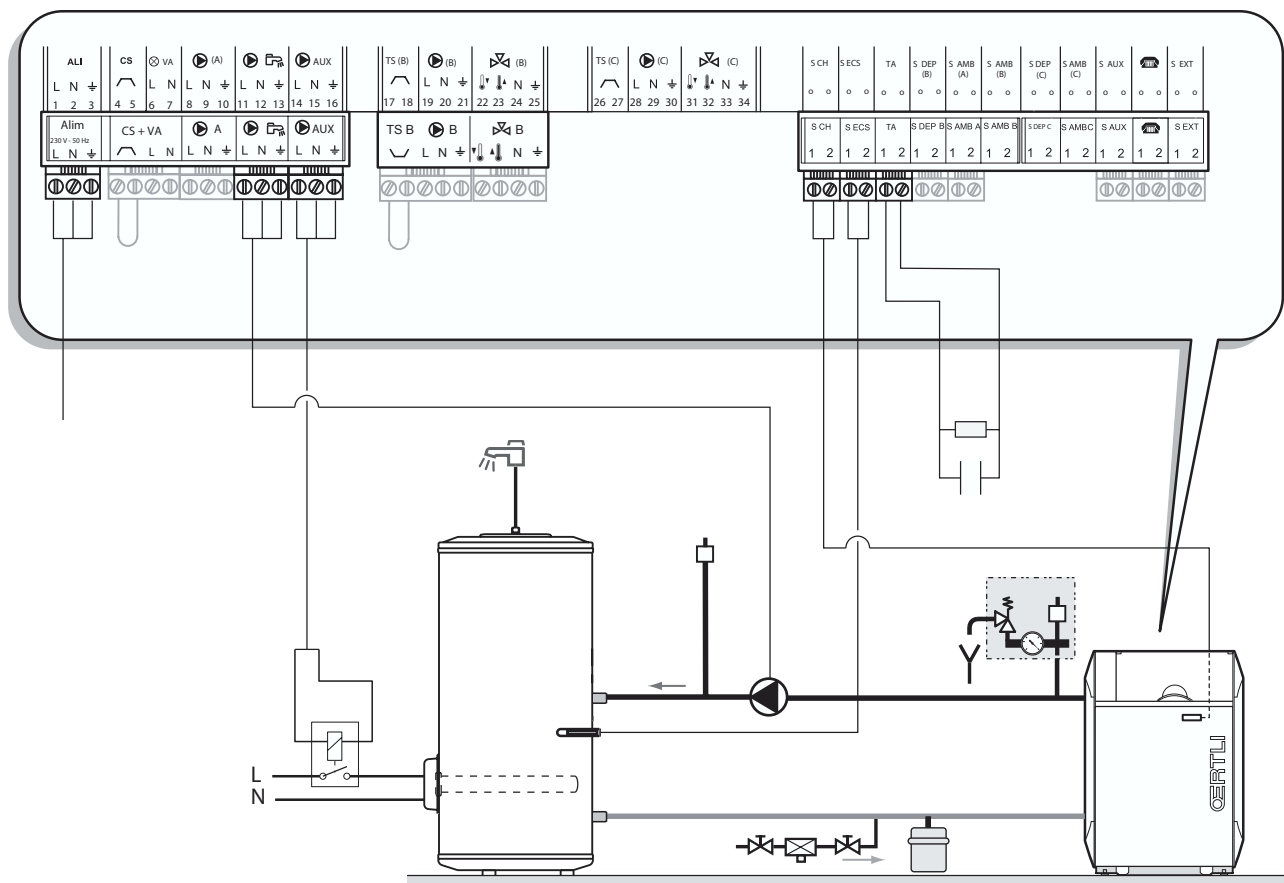 ALI CS VA (A) AUX
L N L N L N L N L N
1 2 3 4 5 6 7 8 9 10 11 12 13 14 15 16
TS (B) (B) (B)
L N N
17 18 19 20 21 22 23 24 25
TS (C) (C) (C)
L N N
26 27 28 29 30 31 32 33 34
S CH S ECS TA S DEP (B) S AMB (A) S AMB (B) S DEP (C) S AMB (C) S AUX S EXT
Alim CS + VA A AUX
230 V - 50 Hz
L N L N L N L N L N
TS B B B
L N N
S CH S ECS TA S DEP B S AMB A S AMB B S DEP C S AMBC S AUX S EXT
1 2 1 2 1 2 1 2 1 2 1 2 1 2 1 2 1 2 1 2 1 2
L
N
ŒRTLI